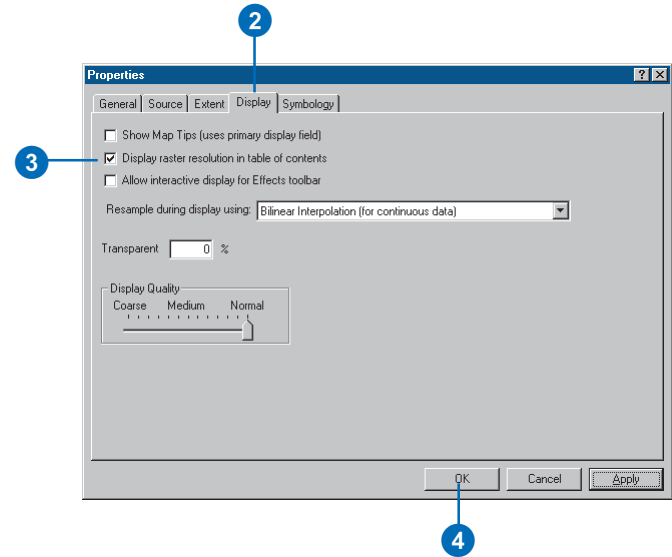 2
Properties
General Source Extent Display Symbology
Show Map Tips (uses primary display field)
3
Display raster resolution in table of contents
Allow interactive display for Effects toolbar
Resample during display using: Bilinear Interpolation (for continuous data)
Transparent 0 %
Display Quality
Coarse Medium Normal
OK Cancel Apply
4